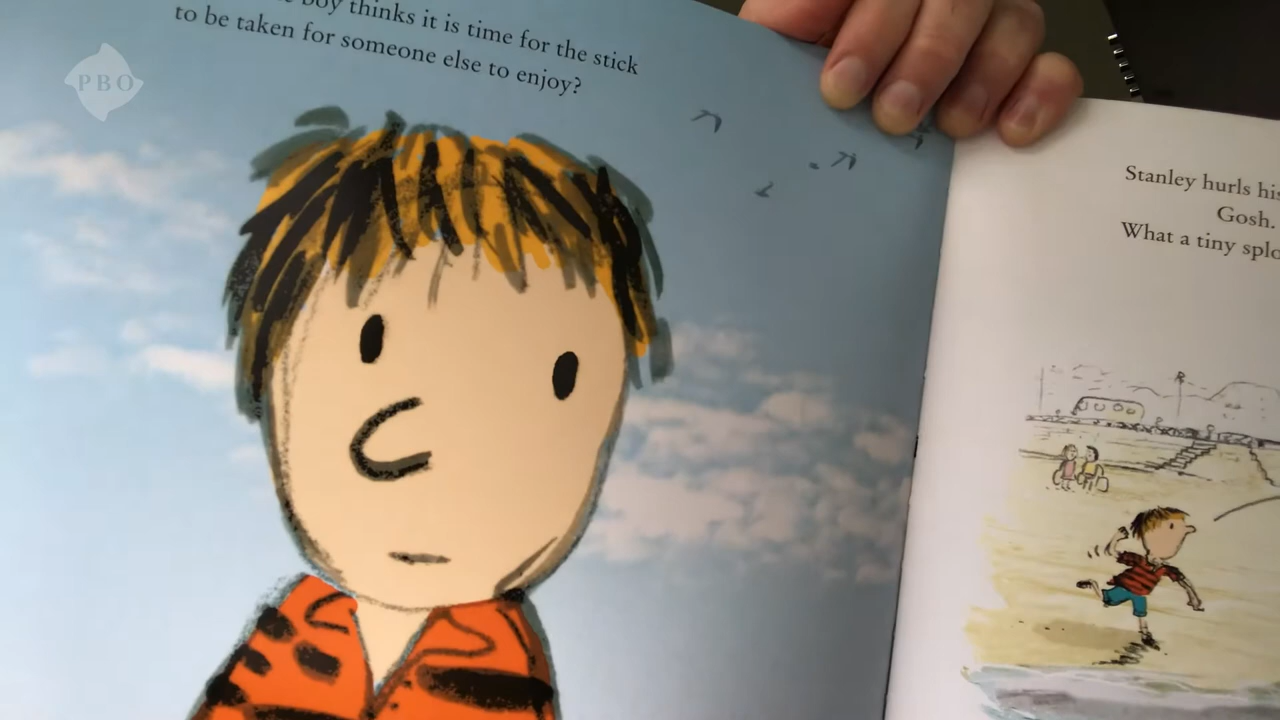 PBO
boy thinks it is time for the stick
to be taken for someone else to enjoy?
Stanley hurls his
Gosh.
What a tiny